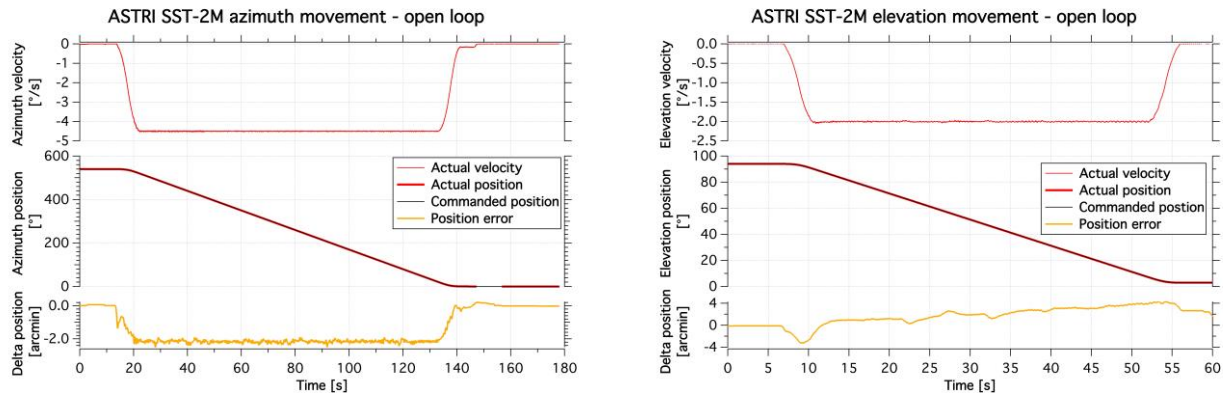 ASTRI SST-2M azimuth movement - open loop
Azimuth velocity
[°/s]
0
-1
-2
-3
-4
-5
Azimuth position
[°]
600
400
200
0
Actual velocity
Actual position
Commanded position
Position error
Delta position
[arcmin]
0.0
-2.0
0 20 40 60 80 100 120 140 160 180
Time [s]
ASTRI SST-2M elevation movement - open loop
Elevation velocity
[°/s]
0.0
-0.5
-1.0
-1.5
-2.0
-2.5
Elevation position
[°]
100
80
60
40
20
0
Actual velocity
Actual position
Commanded postion
Position error
Delta position
[arcmin]
4
0
-4
0 5 10 15 20 25 30 35 40 45 50 55 60
Time [s]